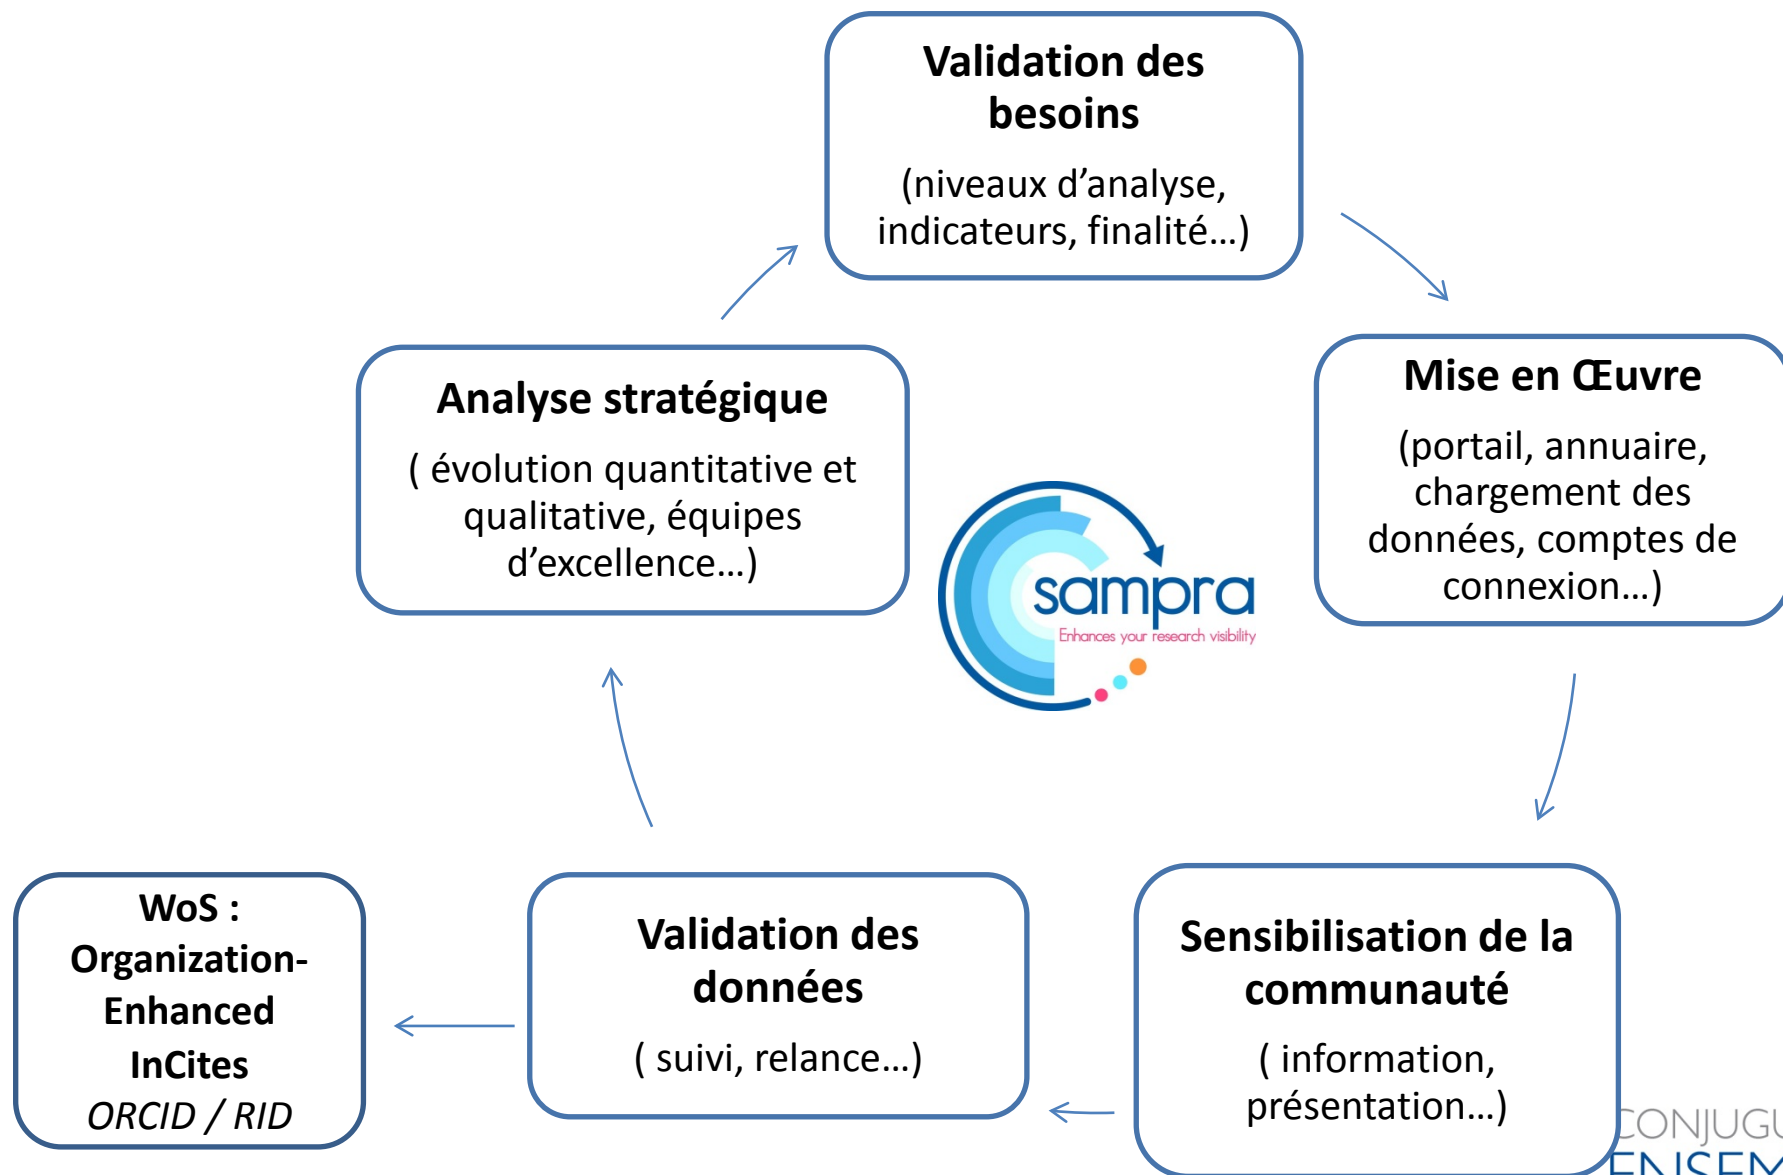 Validation des
besoins
(niveaux d’analyse,
indicateurs, finalité…)
Analyse stratégique
( évolution quantitative et
qualitative, équipes
d’excellence…)
Mise en Œuvre
(portail, annuaire,
chargement des
données, comptes de
connexion…)
sampra
Enhances your research visibility
WoS :
Organization-
Enhanced
InCites
ORCID / RID
Validation des
données
( suivi, relance…)
Sensibilisation de la
communauté
( information,
présentation…)